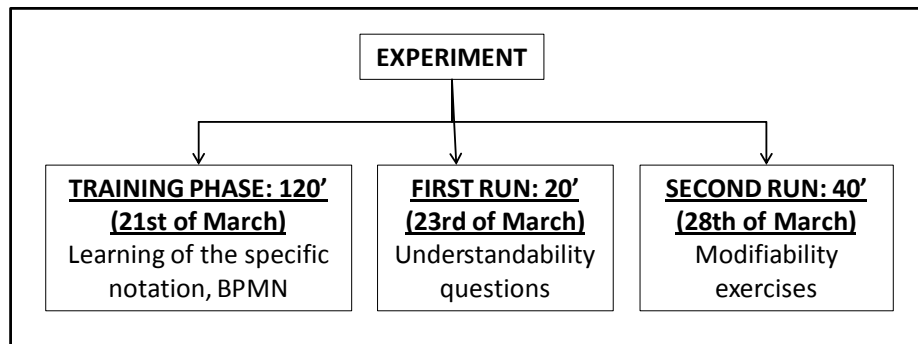 EXPERIMENT
TRAINING PHASE: 120’
(21st of March)
Learning of the specific
notation, BPMN
FIRST RUN: 20’
(23rd of March)
Understandability
questions
SECOND RUN: 40’
(28th of March)
Modifiability
exercises